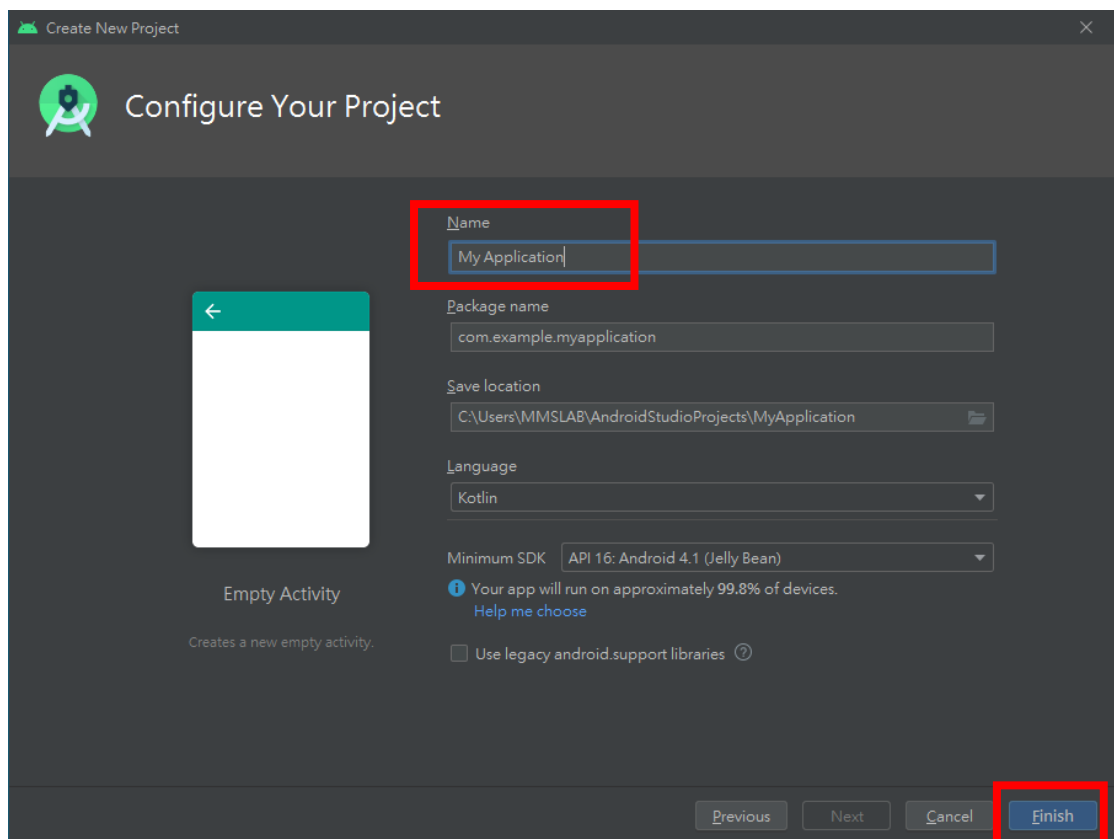 Create New Project
Configure Your Project
Name
My Application
Package name
com.example.myapplication
Save location
C:\Users\MMSLAB\AndroidStudioProjects\MyApplication
Language
Kotlin
Minimum SDK API 16: Android 4.1 (Jelly Bean)
Your app will run on approximately 99.8% of devices.
Help me choose
Use legacy android.support libraries ?
Empty Activity
Creates a new empty activity.
Previous Next Cancel Finish